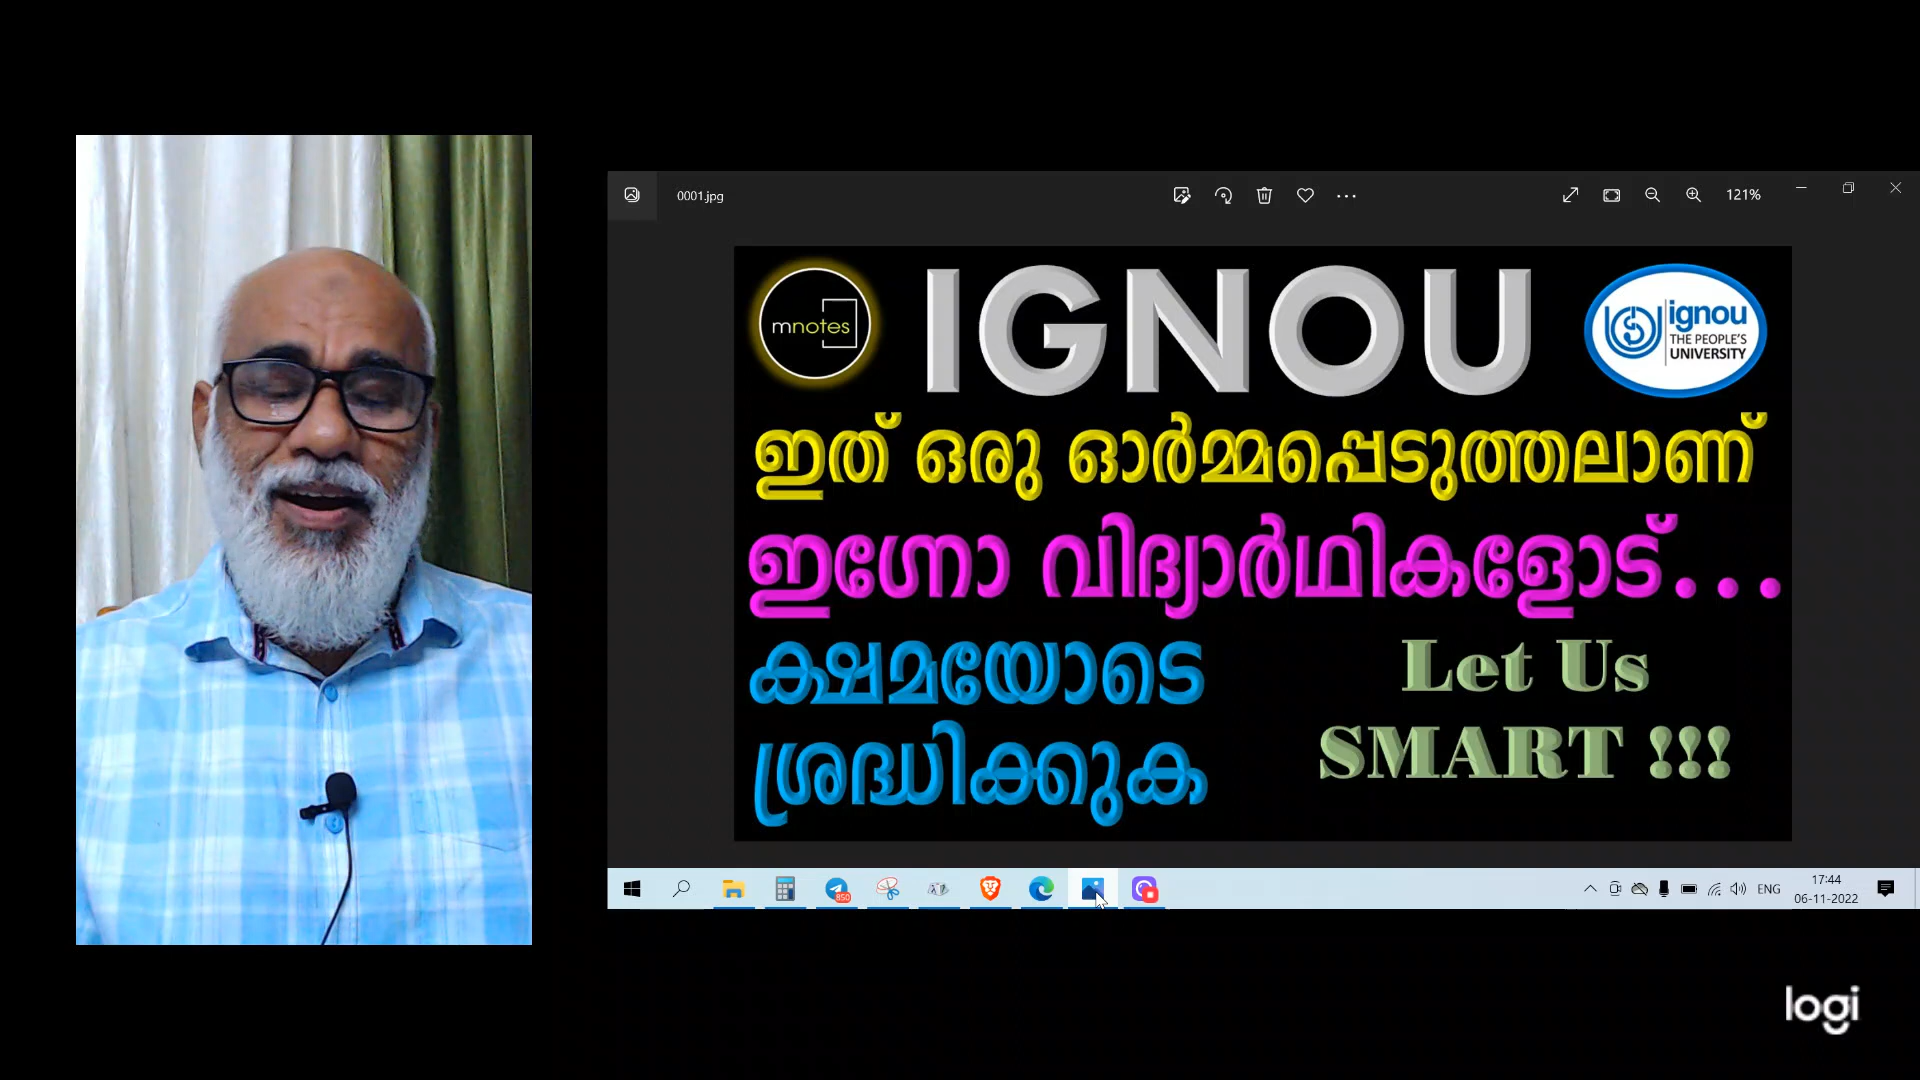 0001.jpg
121%
mnotes
IGNOU
ignou
THE PEOPLE'S
UNIVERSITY
ഇത് ഒരു ഓർമ്മപ്പെടുത്തലാണ്
ഇഗ്നോ വിദ്യാർഥികളോട്...
ക്ഷമയോടെ
ശ്രദ്ധിക്കുക
Let Us
SMART !!!
850
ENG
17:44
06-11-2022
logi